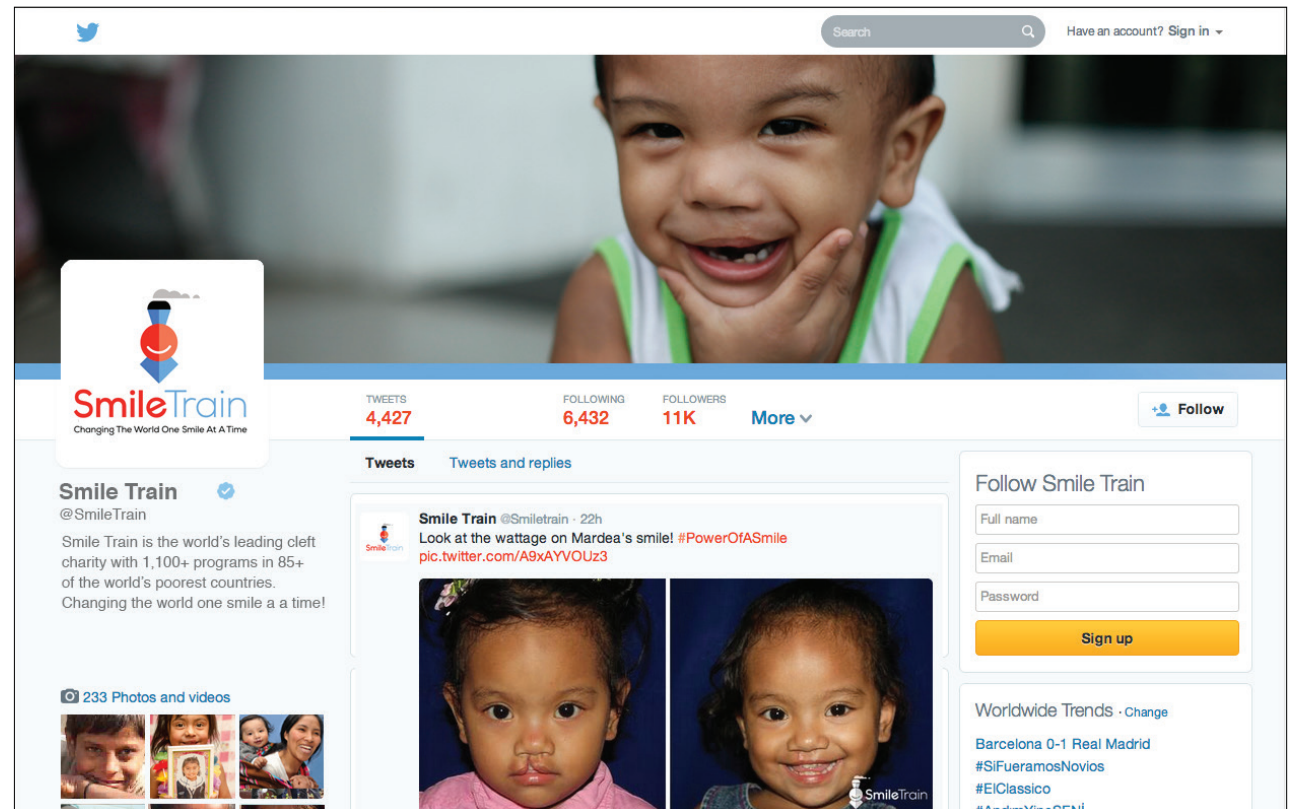 Search
Have an account? Sign in
SmileTrain
Changing The World One Smile At A Time
TWEETS
4,427
FOLLOWING
6,432
FOLLOWERS
11K
More
Follow
Smile Train
@SmileTrain
Smile Train is the world's leading cleft
charity with 1,100+ programs in 85+
of the world's poorest countries.
Changing the world one smile a a time!
233 Photos and videos
Tweets Tweets and replies
SmileTrain
Smile Train @Smiletrain · 22h
Look at the wattage on Mardea's smile! #PowerOfASmile
pic.twitter.com/A9xAYVOUz3
SmileTrain
Follow Smile Train
Full name
Email
Password
Sign up
Worldwide Trends · Change
Barcelona 0-1 Real Madrid
#SiFueramosNovios
#ElClassico